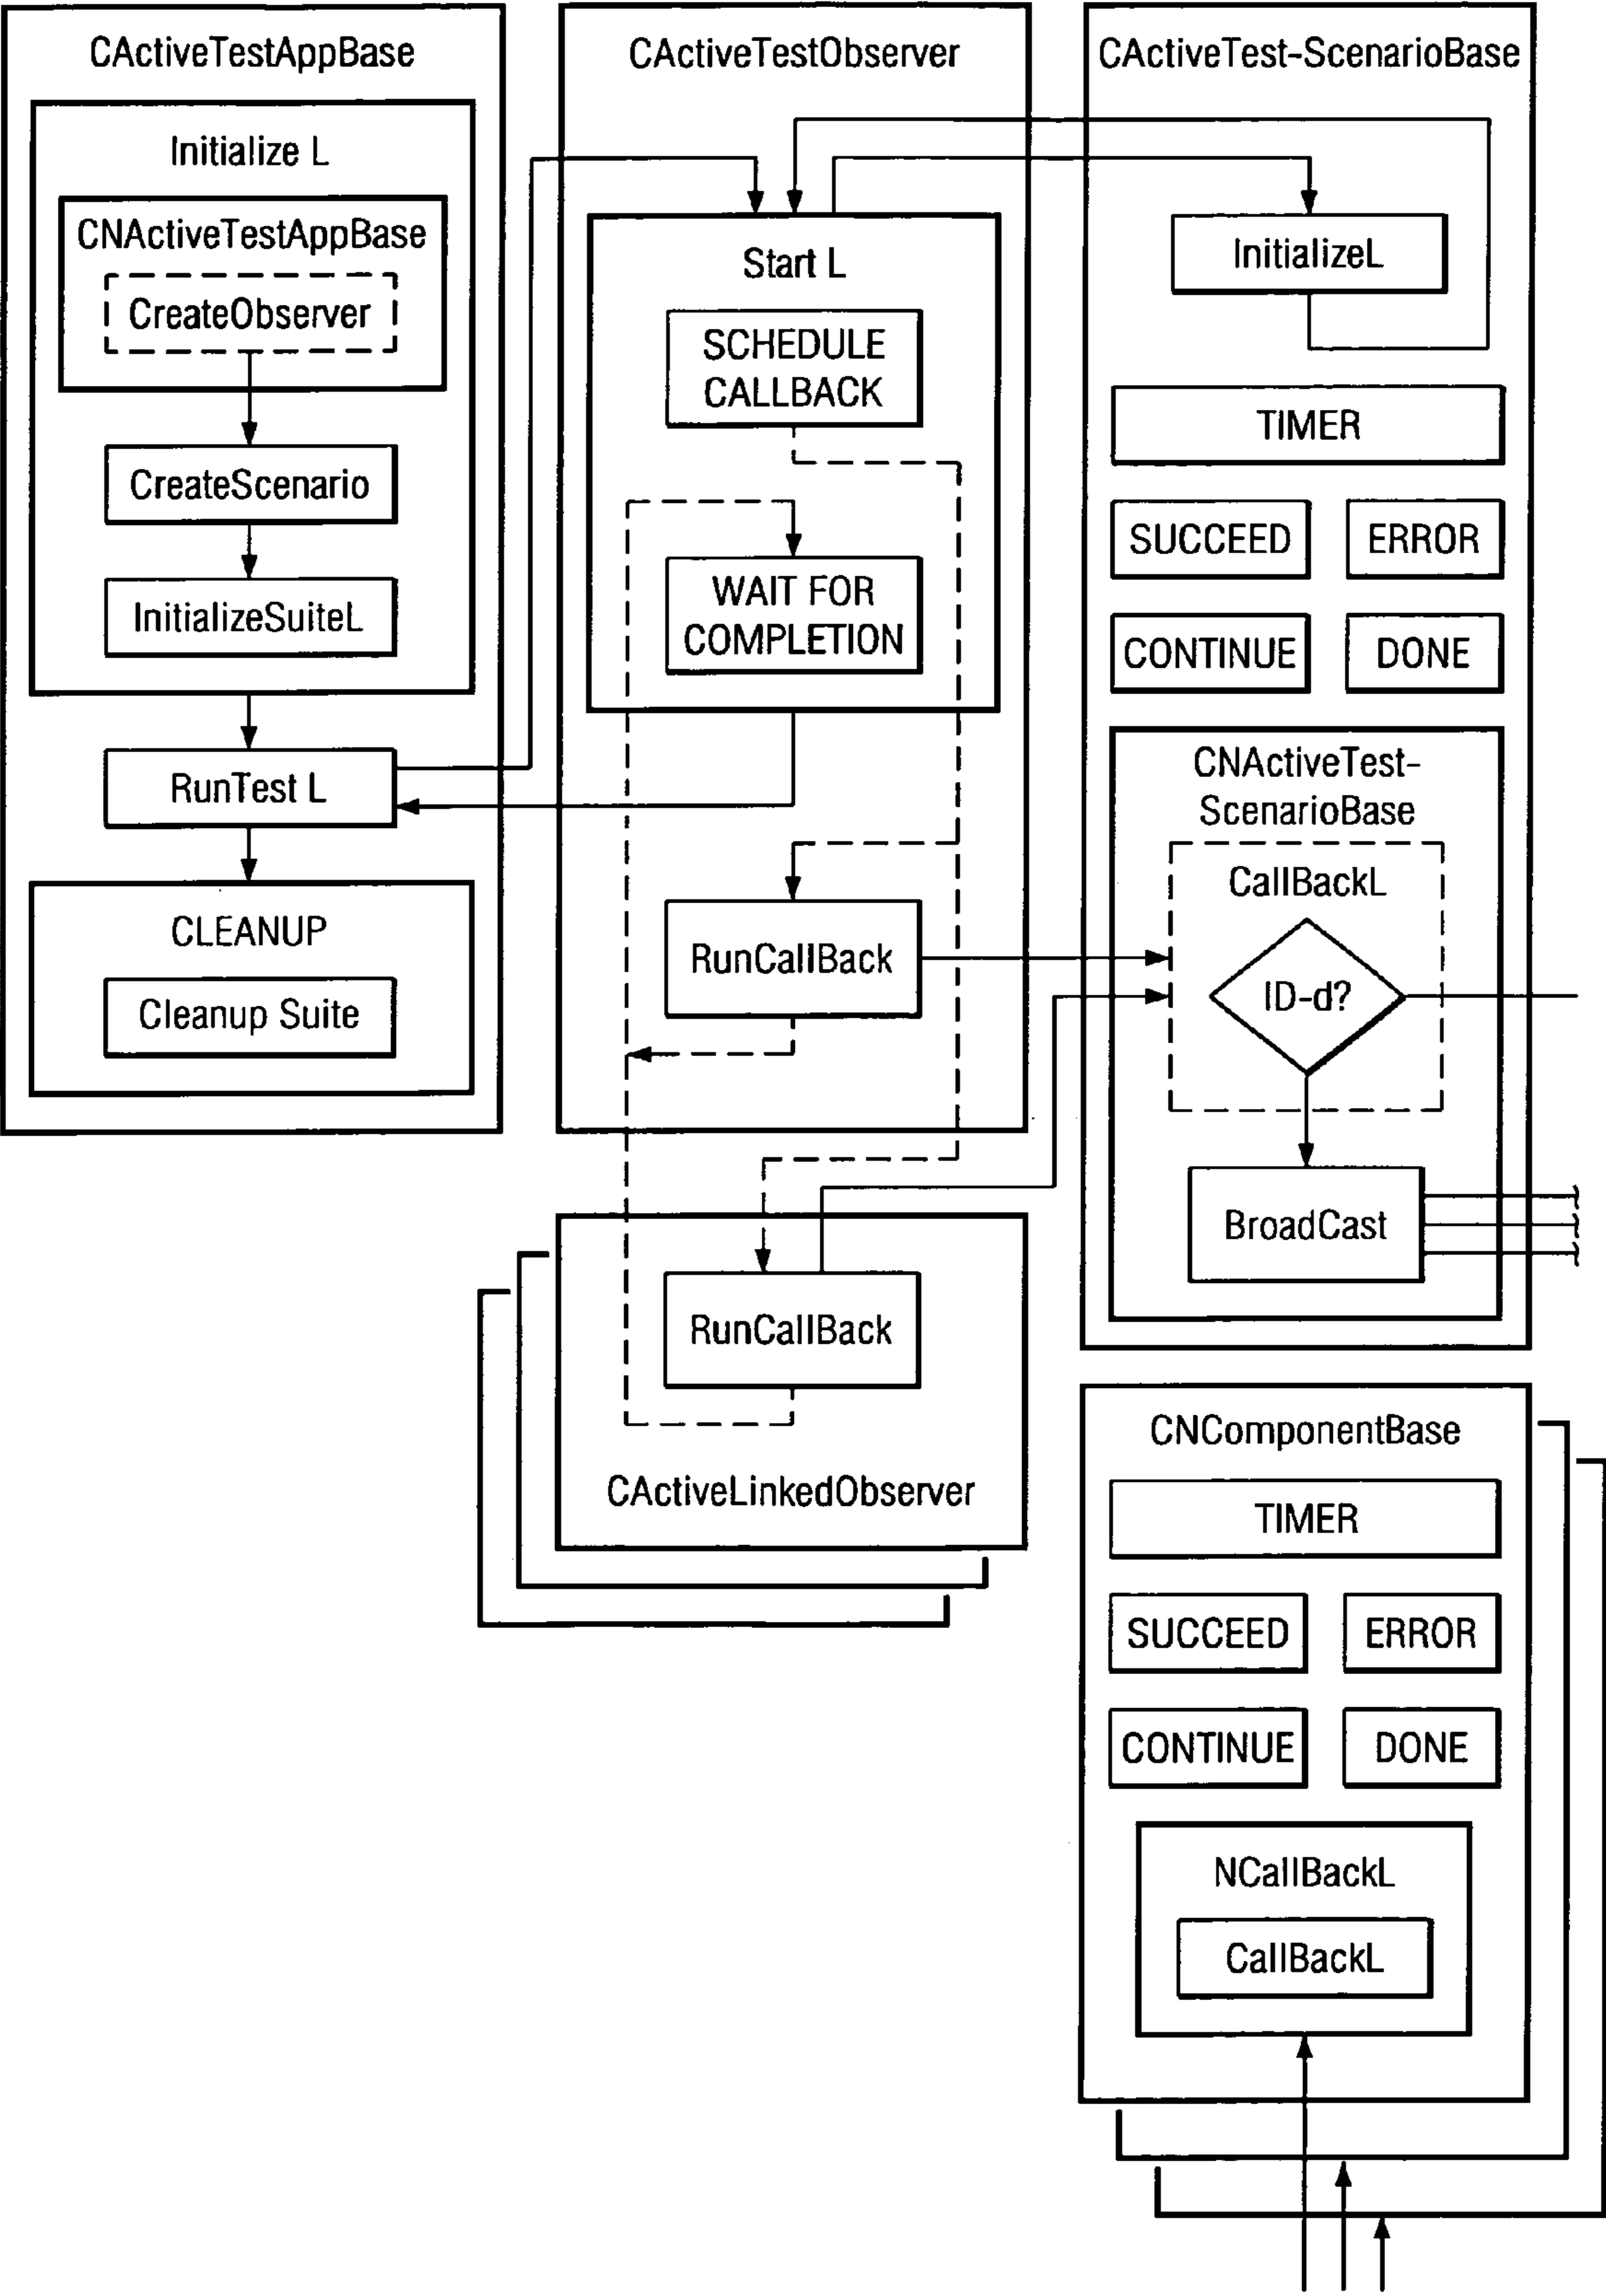 CActiveTestAppBase
Initialize L
CNActiveTestAppBase
CreateObserver
CreateScenario
InitializeSuiteL
RunTest L
CLEANUP
Cleanup Suite
CActiveTestObserver
Start L
SCHEDULE
CALLBACK
WAIT FOR
COMPLETION
RunCallBack
RunCallBack
CActiveLinkedObserver
CActiveTest-ScenarioBase
InitializeL
TIMER
SUCCEED
ERROR
CONTINUE
DONE
CNActiveTest-
ScenarioBase
CallBackL
ID-d?
BroadCast
CNComponentBase
TIMER
SUCCEED
ERROR
CONTINUE
DONE
NCallBackL
CallBackL